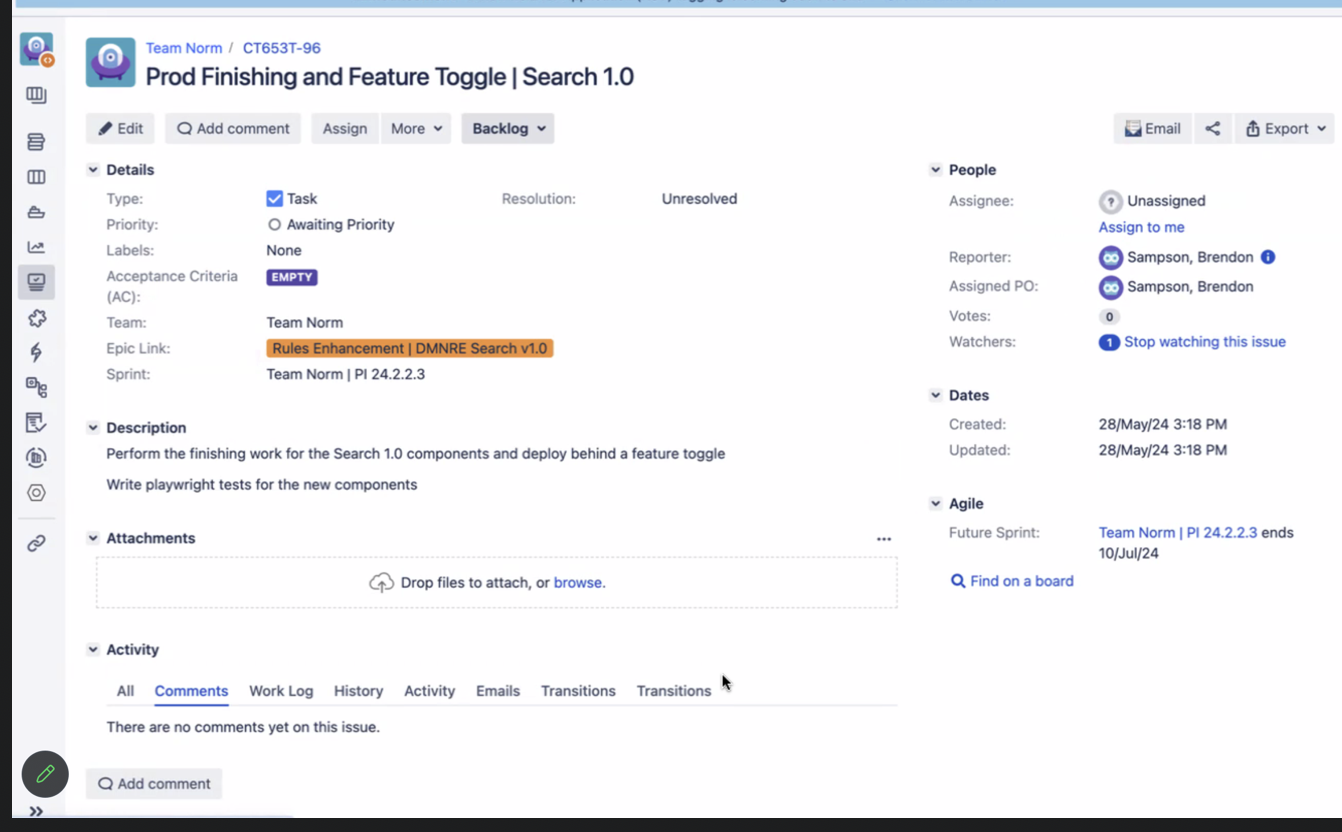 Team Norm / CT653T-96
Prod Finishing and Feature Toggle | Search 1.0
Edit Add comment Assign More Backlog Email Export
Details
Type: Task Resolution: Unresolved
Priority: Awaiting Priority
Labels: None
Acceptance Criteria (AC): EMPTY
Team: Team Norm
Epic Link: Rules Enhancement | DMNRE Search v1.0
Sprint: Team Norm | PI 24.2.2.3
Description
Perform the finishing work for the Search 1.0 components and deploy behind a feature toggle
Write playwright tests for the new components
Attachments
Drop files to attach, or browse.
Activity
All Comments Work Log History Activity Emails Transitions Transitions
There are no comments yet on this issue.
Add comment
People
Assignee: ? Unassigned
Assign to me
Reporter: Sampson, Brendon
Assigned PO: Sampson, Brendon
Votes: 0
Watchers: 1 Stop watching this issue
Dates
Created: 28/May/24 3:18 PM
Updated: 28/May/24 3:18 PM
Agile
Future Sprint: Team Norm | PI 24.2.2.3 ends
10/Jul/24
Find on a board